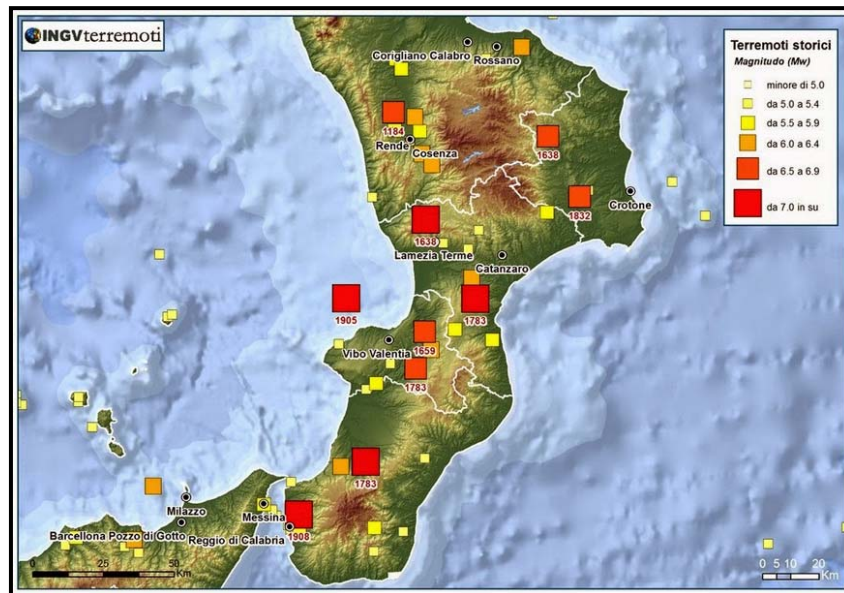 INGVterremoti
Terremoti storici
Magnitudo (Mw)
minore di 5.0
da 5.0 a 5.4
da 5.5 a 5.9
da 6.0 a 6.4
da 6.5 a 6.9
da 7.0 in su
Corigliano Calabro
Rossano
1184
Rende
Cosenza
1638
1832
Crotone
1638
Lamezia Terme
Catanzaro
1905
1783
Vibo Valentia
1659
1783
1783
Milazzo
Messina
Barcellona Pozzo di Gotto
Reggio di Calabria
1908
0 25 50
Km
0 5 10 20
Km